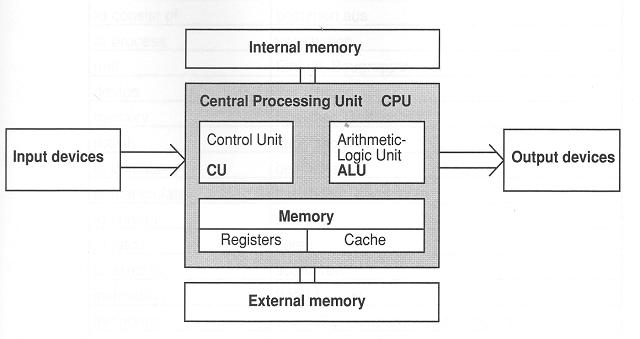 Internal memory
Central Processing Unit CPU
Control Unit
CU
Arithmetic-
Logic Unit
ALU
Input devices
Output devices
Memory
Registers
Cache
External memory